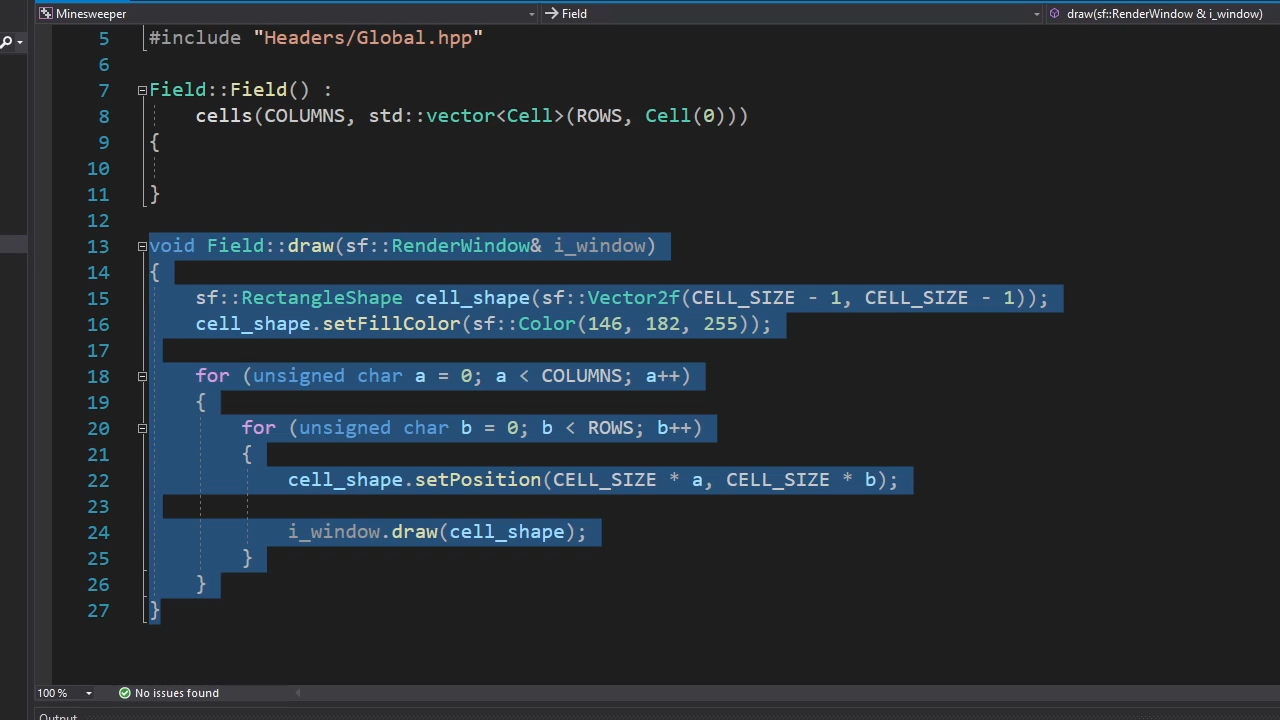 Minesweeper Field draw(sf::RenderWindow & i_window)
5 #include "Headers/Global.hpp"
6
7 Field::Field() :
8 cells(COLUMNS, std::vector<Cell>(ROWS, Cell(0)))
9 {
10
11 }
12
13 void Field::draw(sf::RenderWindow& i_window)
14 {
15 sf::RectangleShape cell_shape(sf::Vector2f(CELL_SIZE - 1, CELL_SIZE - 1));
16 cell_shape.setFillColor(sf::Color(146, 182, 255));
17
18 for (unsigned char a = 0; a < COLUMNS; a++)
19 {
20 for (unsigned char b = 0; b < ROWS; b++)
21 {
22 cell_shape.setPosition(CELL_SIZE * a, CELL_SIZE * b);
23
24 i_window.draw(cell_shape);
25 }
26 }
27 }
100 % No issues found
Output